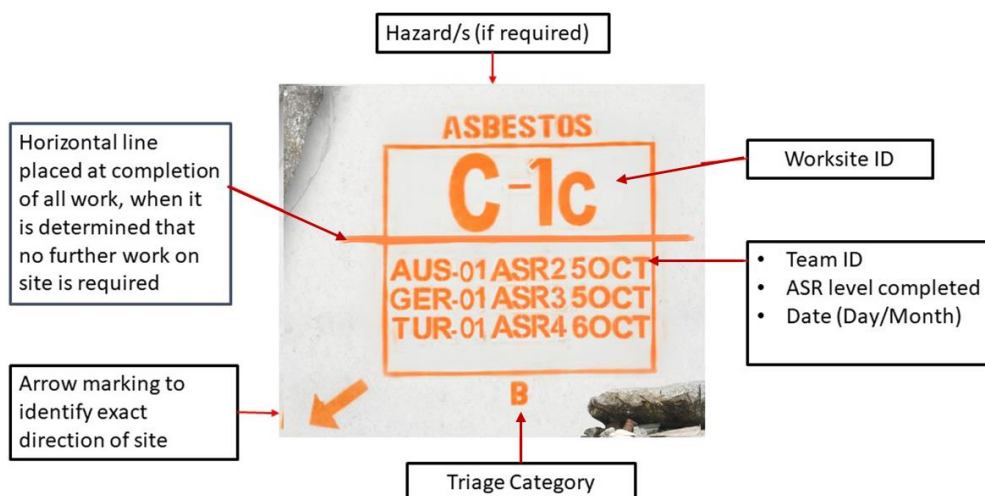 Hazard/s (if required)
Horizontal line
placed at completion
of all work, when it
is determined that
no further work on
site is required
ASBESTOS
C-1c
Worksite ID
AUS-01 ASR2 5OCT
GER-01 ASR3 5OCT
TUR-01 ASR4 6OCT
• Team ID
• ASR level completed
• Date (Day/Month)
Arrow marking to
identify exact
direction of site
B
Triage Category